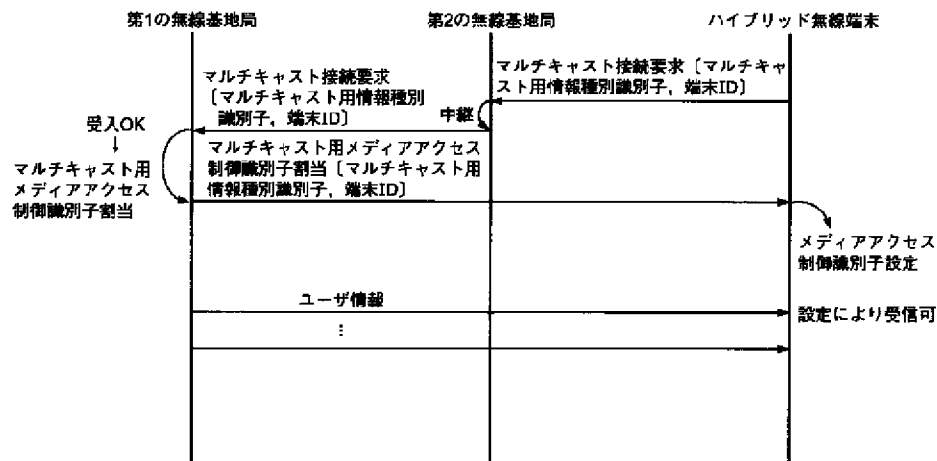 第1の無線基地局
第2の無線基地局
ハイブリッド無線端末
マルチキャスト接続要求〔マルチキャ
スト用情報種別識別子，端末ID〕
マルチキャスト接続要求
〔マルチキャスト用情報種別
識別子，端末ID〕
中継
受入OK
↓
マルチキャスト用
メディアアクセス
制御識別子割当
マルチキャスト用メディアアクセス
制御識別子割当〔マルチキャスト用
情報種別識別子，端末ID〕
メディアアクセス
制御識別子設定
ユーザ情報
⋮
設定により受信可